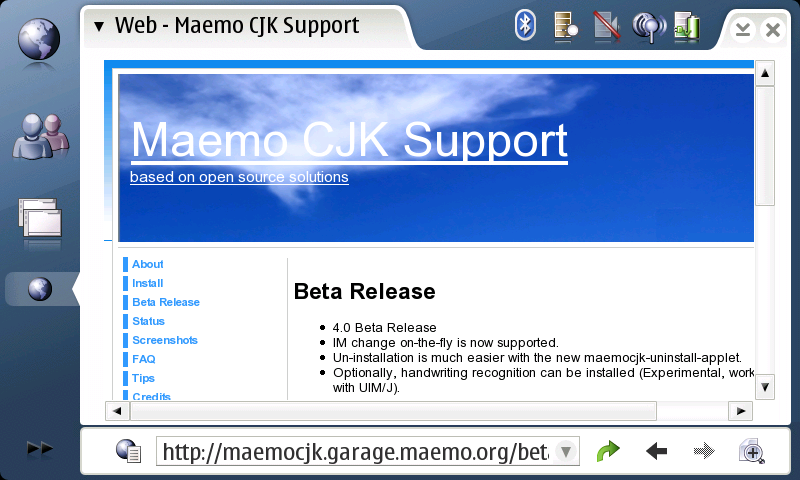 Web - Maemo CJK Support
Maemo CJK Support
based on open source solutions
About
Install
Beta Release
Status
Screenshots
FAQ
Tips
Credits
Beta Release
4.0 Beta Release
IM change on-the-fly is now supported.
Un-installation is much easier with the new maemocjk-uninstall-applet.
Optionally, handwriting recognition can be installed (Experimental, work
with UIM/J).
http://maemocjk.garage.maemo.org/beta